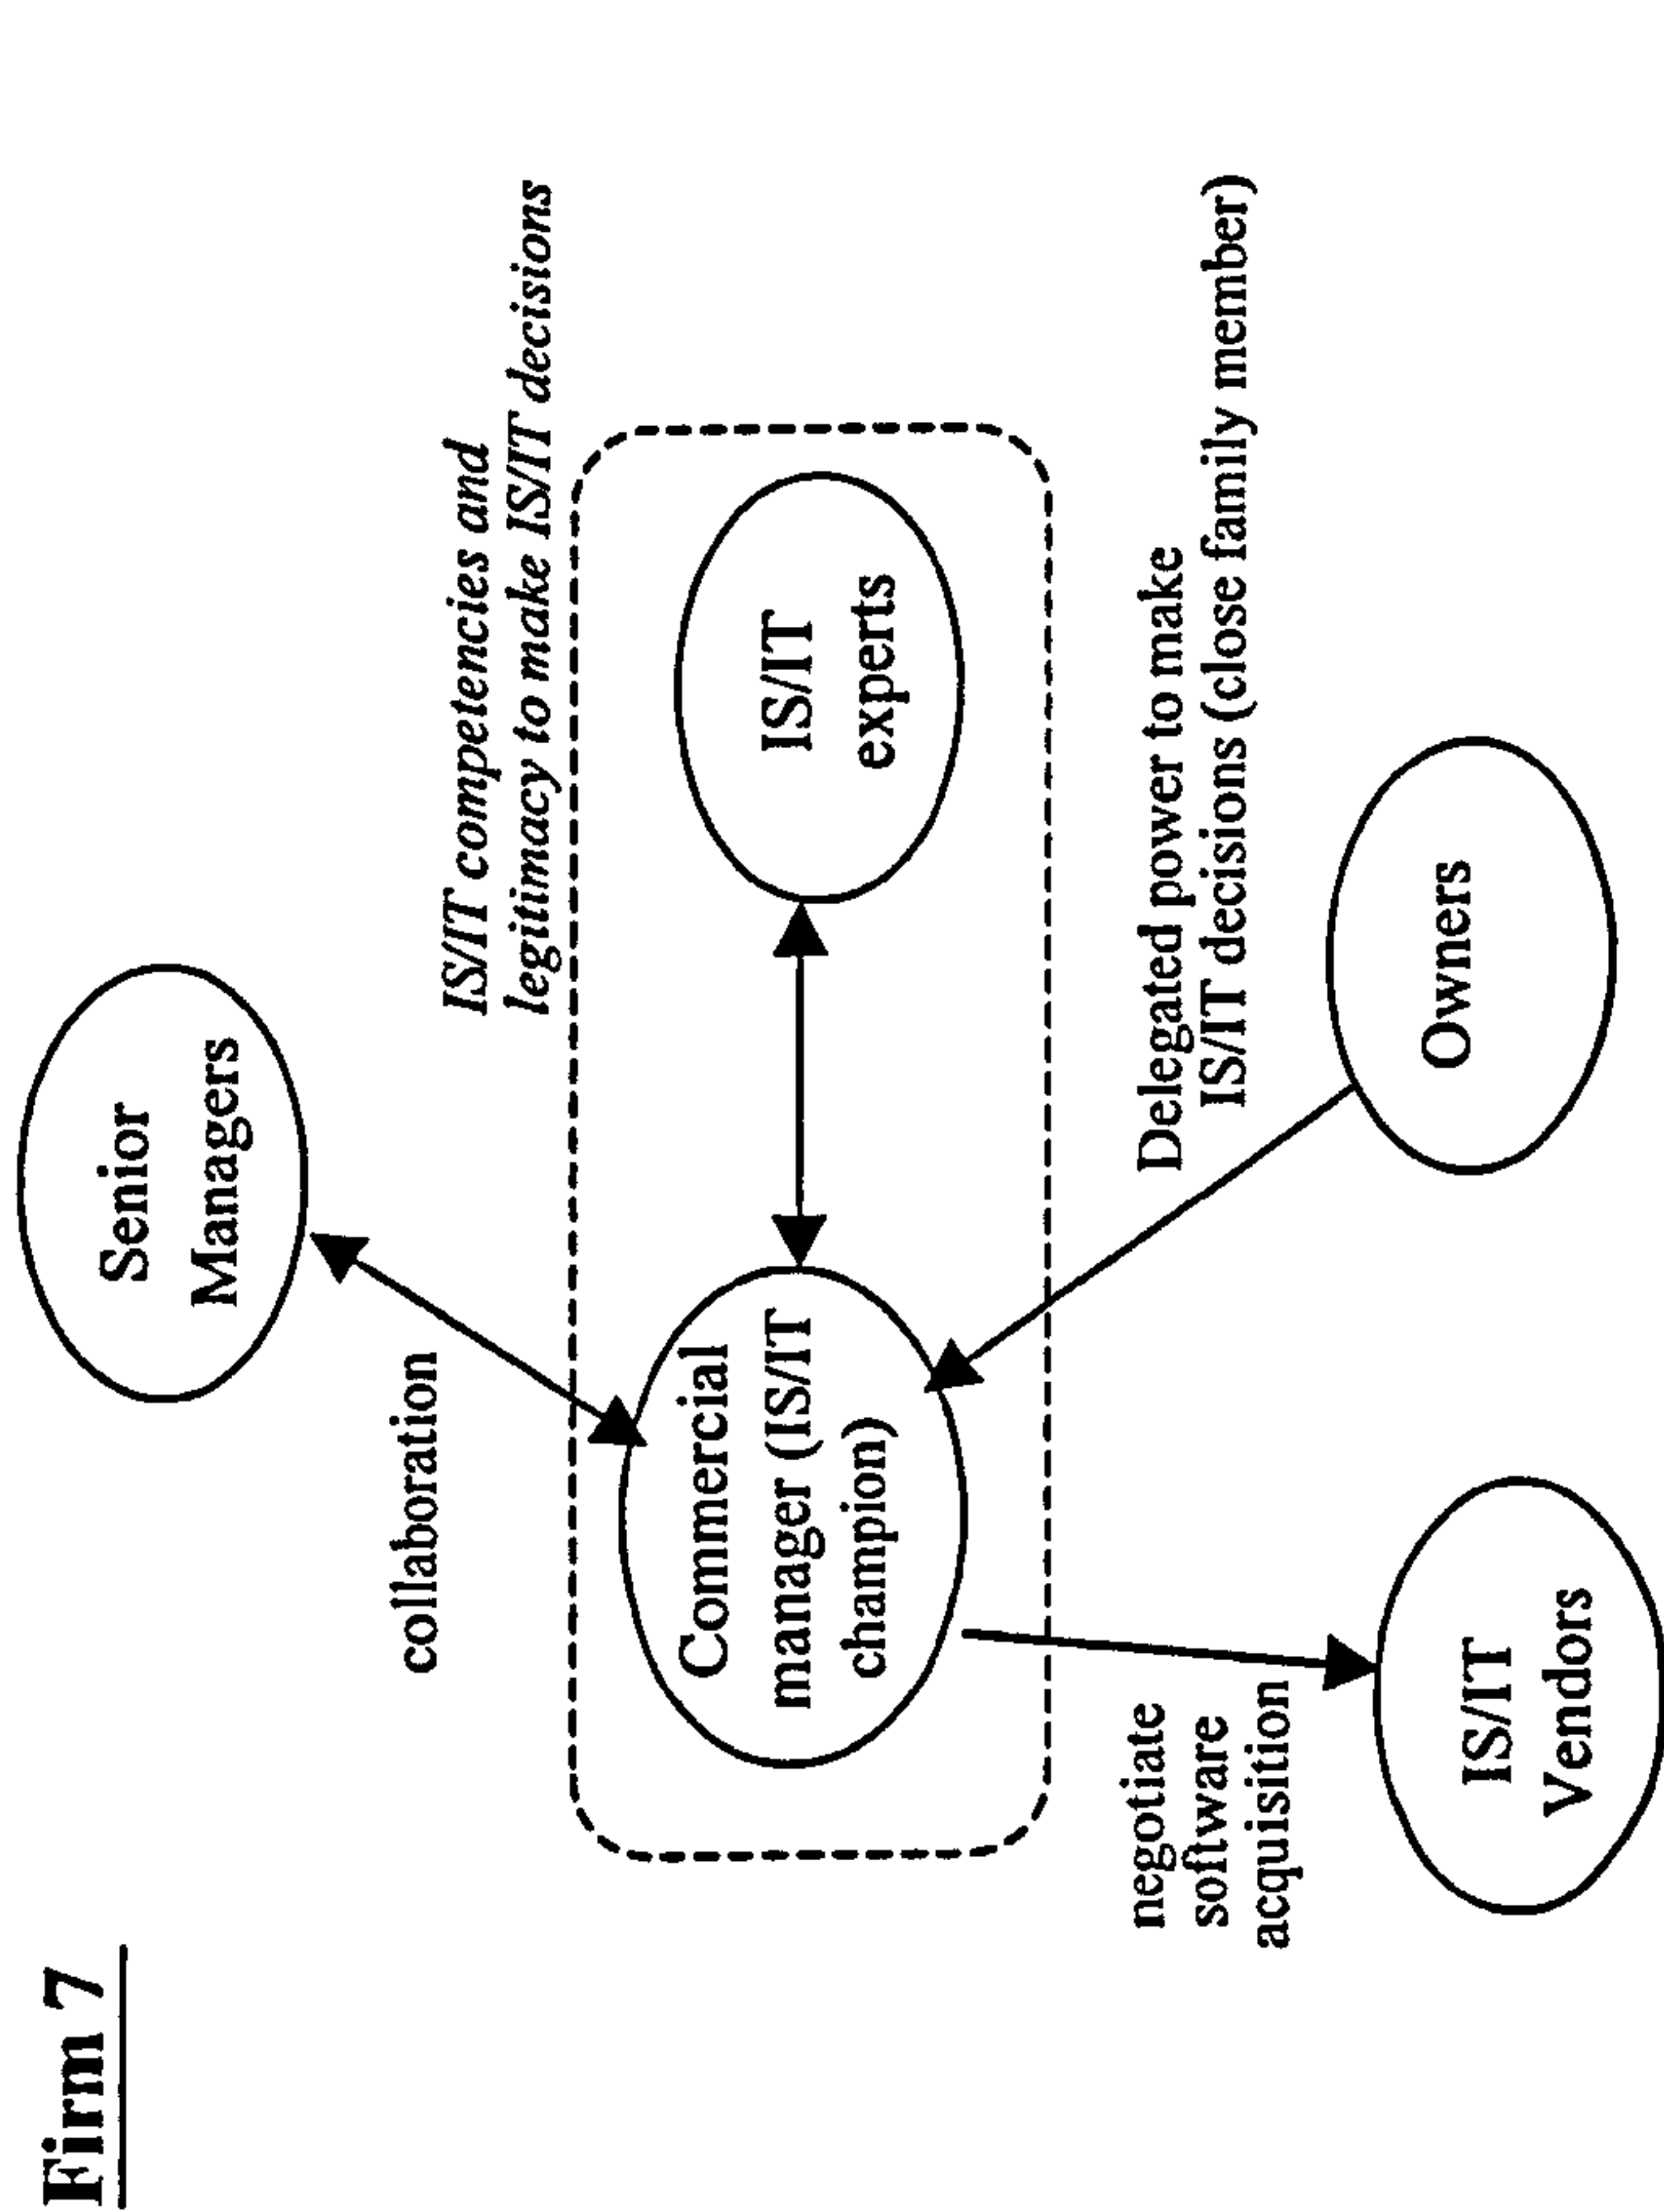 Firm 7
Senior
Managers
collaboration
IS/IT competencies and
legitimacy to make IS/IT decisions
Commercial
manager (IS/IT
champion)
IS/IT
experts
negotiate
software
acquisition
Delegated power to make
IS/IT decisions (close family member)
IS/IT
Vendors
Owners